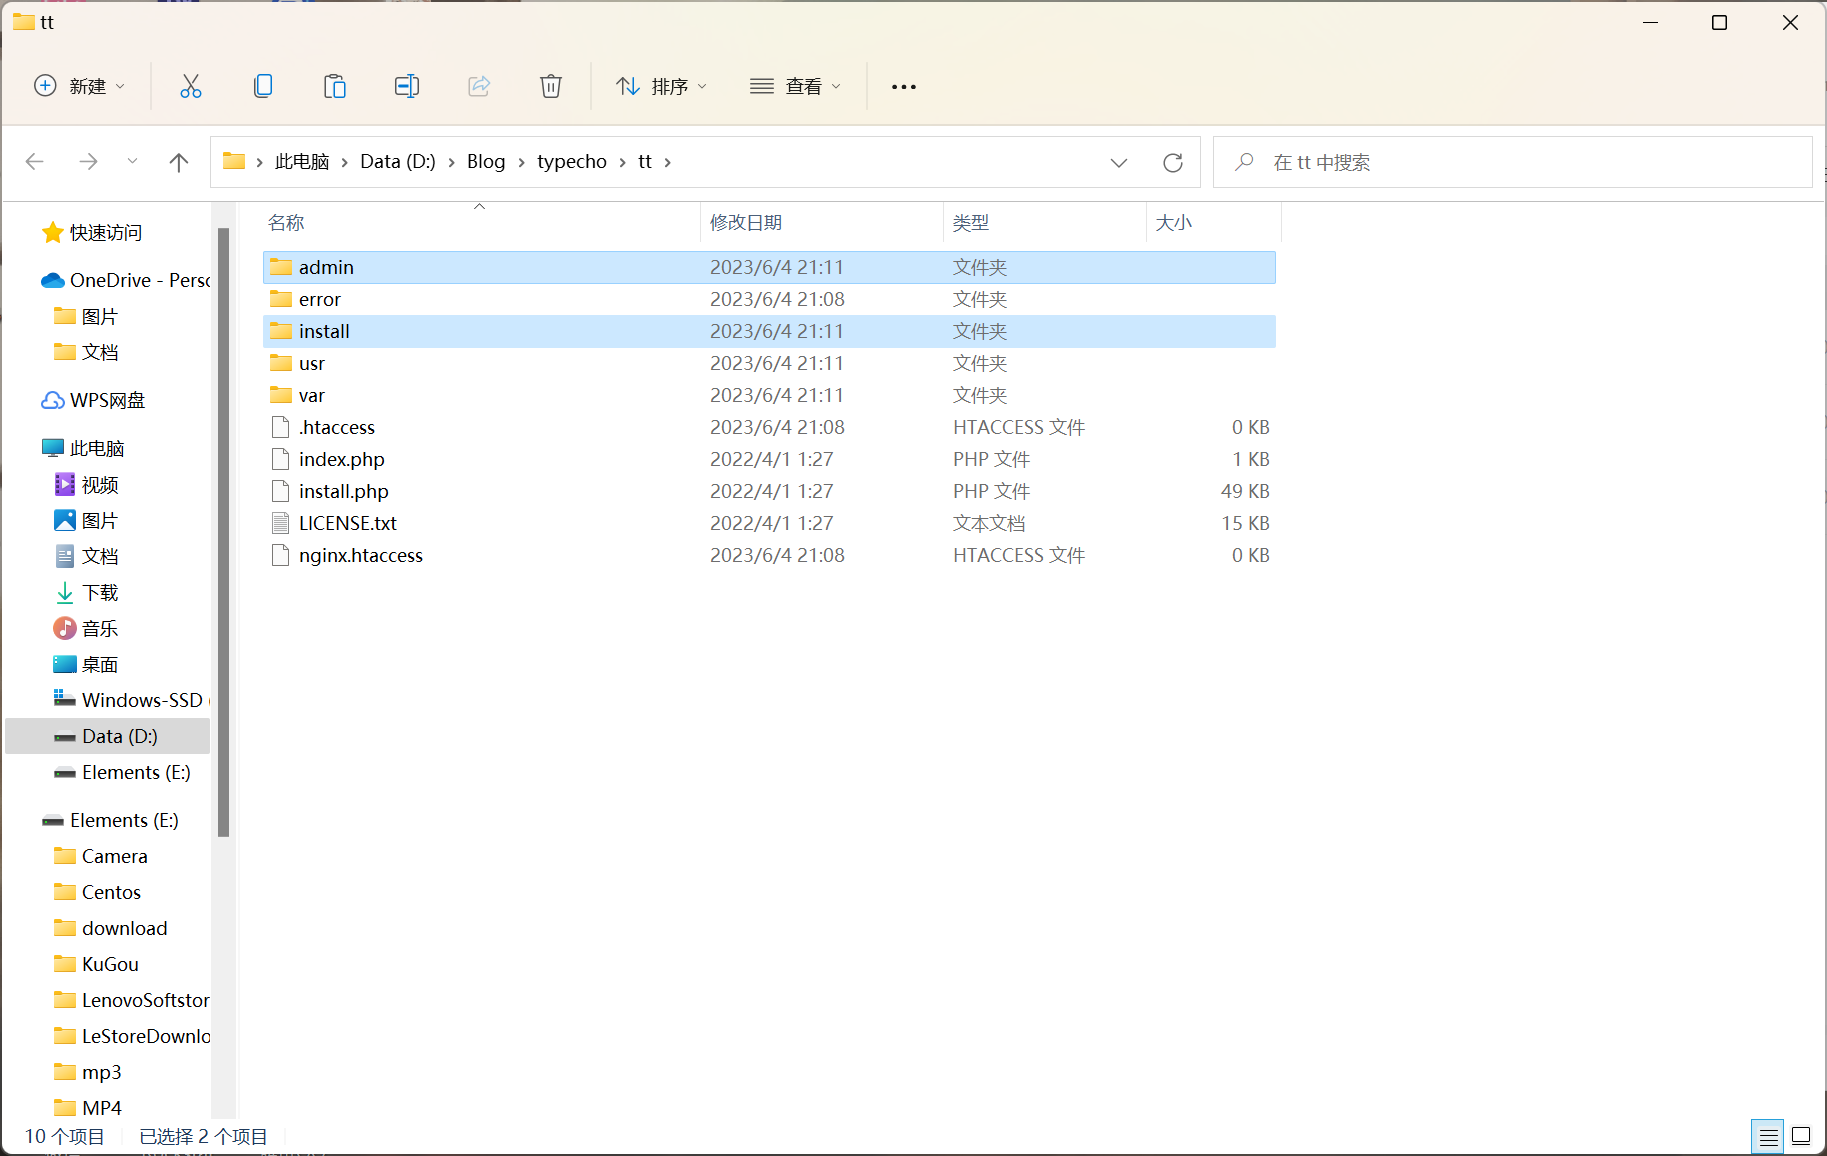 tt
新建
排序
查看
此电脑 Data (D:) Blog typecho tt
在 tt 中搜索
快速访问
OneDrive - Perso
图片
文档
WPS网盘
此电脑
视频
图片
文档
下载
音乐
桌面
Windows-SSD (
Data (D:)
Elements (E:)
Elements (E:)
Camera
Centos
download
KuGou
LenovoSoftstor
LeStoreDownlo
mp3
MP4
名称 修改日期 类型 大小
admin 2023/6/4 21:11 文件夹
error 2023/6/4 21:08 文件夹
install 2023/6/4 21:11 文件夹
usr 2023/6/4 21:11 文件夹
var 2023/6/4 21:11 文件夹
.htaccess 2023/6/4 21:08 HTACCESS 文件 0 KB
index.php 2022/4/1 1:27 PHP 文件 1 KB
install.php 2022/4/1 1:27 PHP 文件 49 KB
LICENSE.txt 2022/4/1 1:27 文本文档 15 KB
nginx.htaccess 2023/6/4 21:08 HTACCESS 文件 0 KB
10 个项目 已选择 2 个项目